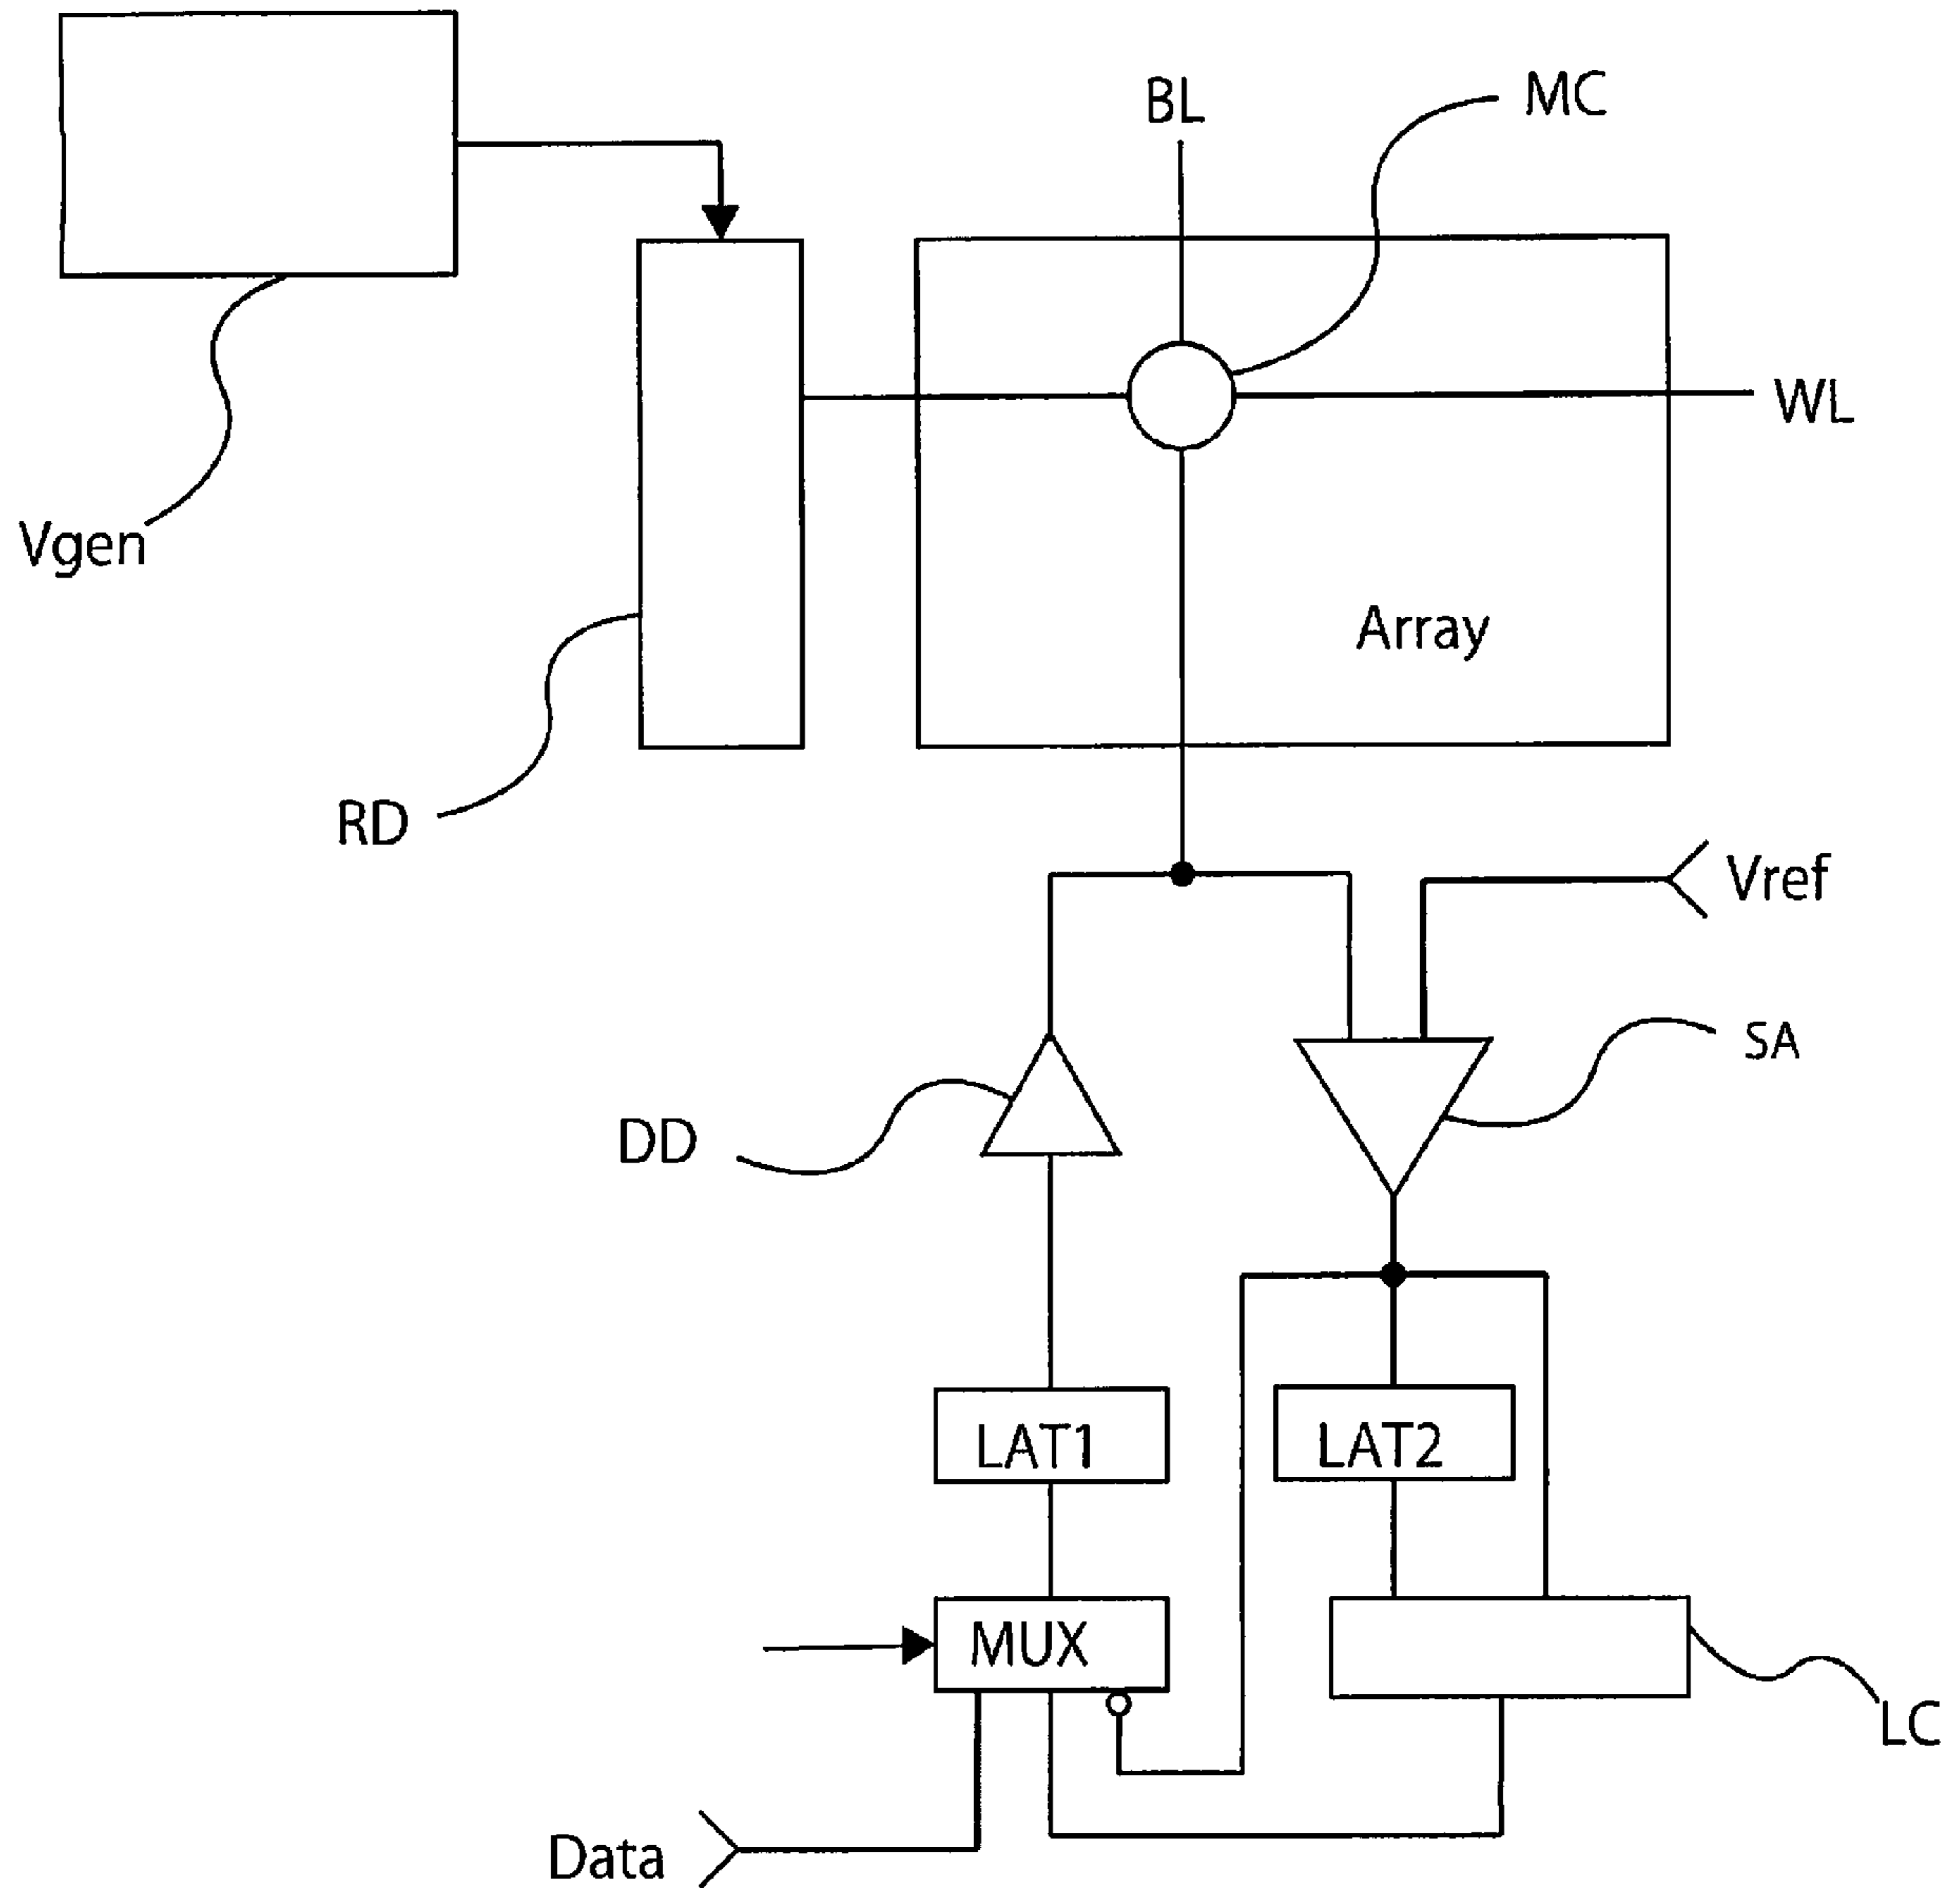 BL
MC
WL
Vgen
Array
RD
Vref
SA
DD
LAT1
LAT2
MUX
LC
Data